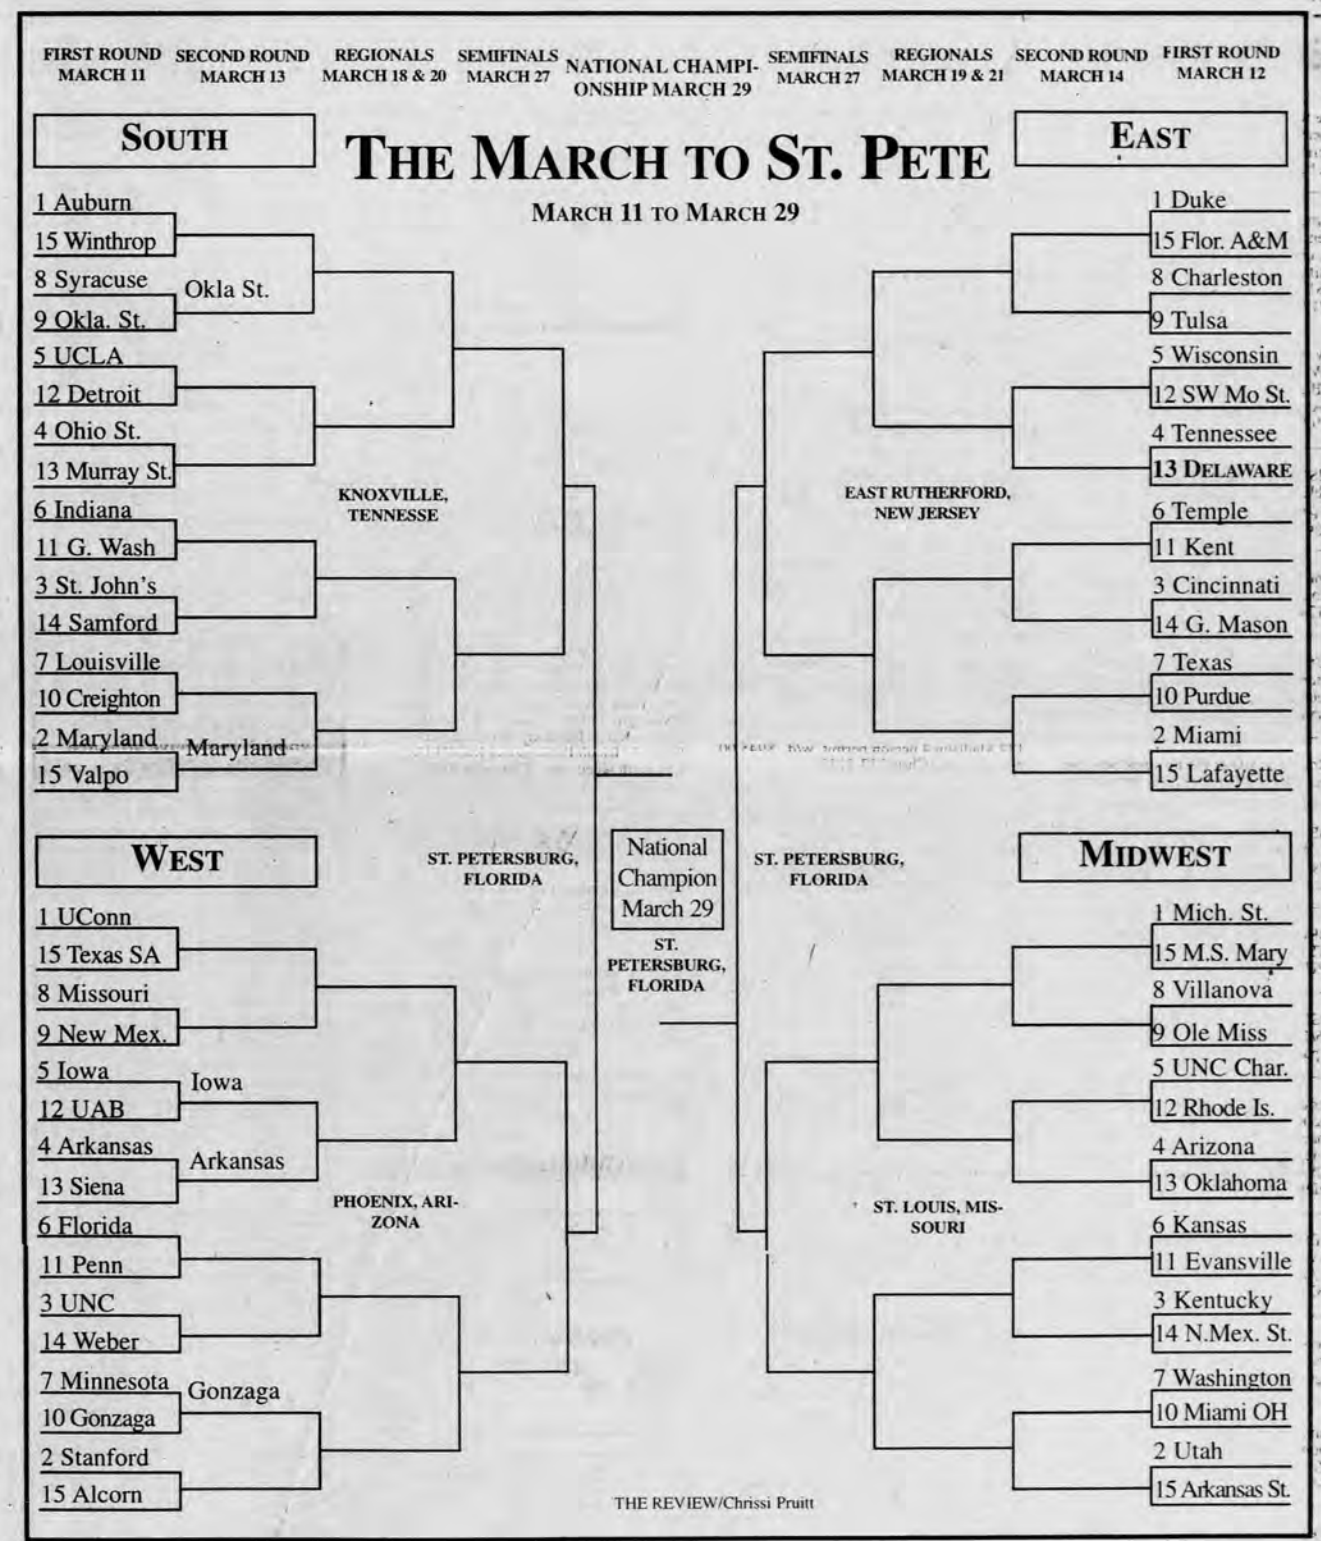 FIRST ROUND
MARCH 11
SECOND ROUND
MARCH 13
REGIONALS
MARCH 18 & 20
SEMIFINALS
MARCH 27
NATIONAL CHAMPI-
ONSHIP MARCH 29
SEMIFINALS
MARCH 27
REGIONALS
MARCH 19 & 21
SECOND ROUND
MARCH 14
FIRST ROUND
MARCH 12
THE MARCH TO ST. PETE
MARCH 11 TO MARCH 29
SOUTH
1 Auburn
15 Winthrop
8 Syracuse
9 Okla. St.
Okla St.
5 UCLA
12 Detroit
4 Ohio St.
13 Murray St.
6 Indiana
11 G. Wash
3 St. John's
14 Samford
7 Louisville
10 Creighton
2 Maryland
15 Valpo
Maryland
KNOXVILLE,
TENNESSE
WEST
1 UConn
15 Texas SA
8 Missouri
9 New Mex.
5 Iowa
12 UAB
Iowa
4 Arkansas
13 Siena
Arkansas
6 Florida
11 Penn
3 UNC
14 Weber
7 Minnesota
10 Gonzaga
Gonzaga
2 Stanford
15 Alcorn
PHOENIX, ARI-
ZONA
ST. PETERSBURG,
FLORIDA
National
Champion
March 29
ST.
PETERSBURG,
FLORIDA
ST. PETERSBURG,
FLORIDA
EAST
1 Duke
15 Flor. A&M
8 Charleston
9 Tulsa
5 Wisconsin
12 SW Mo St.
4 Tennessee
13 DELAWARE
6 Temple
11 Kent
3 Cincinnati
14 G. Mason
7 Texas
10 Purdue
2 Miami
15 Lafayette
EAST RUTHERFORD,
NEW JERSEY
MIDWEST
1 Mich. St.
15 M.S. Mary
8 Villanova
9 Ole Miss
5 UNC Char.
12 Rhode Is.
4 Arizona
13 Oklahoma
6 Kansas
11 Evansville
3 Kentucky
14 N.Mex. St.
7 Washington
10 Miami OH
2 Utah
15 Arkansas St.
ST. LOUIS, MIS-
SOURI
THE REVIEW/Chrissi Pruitt